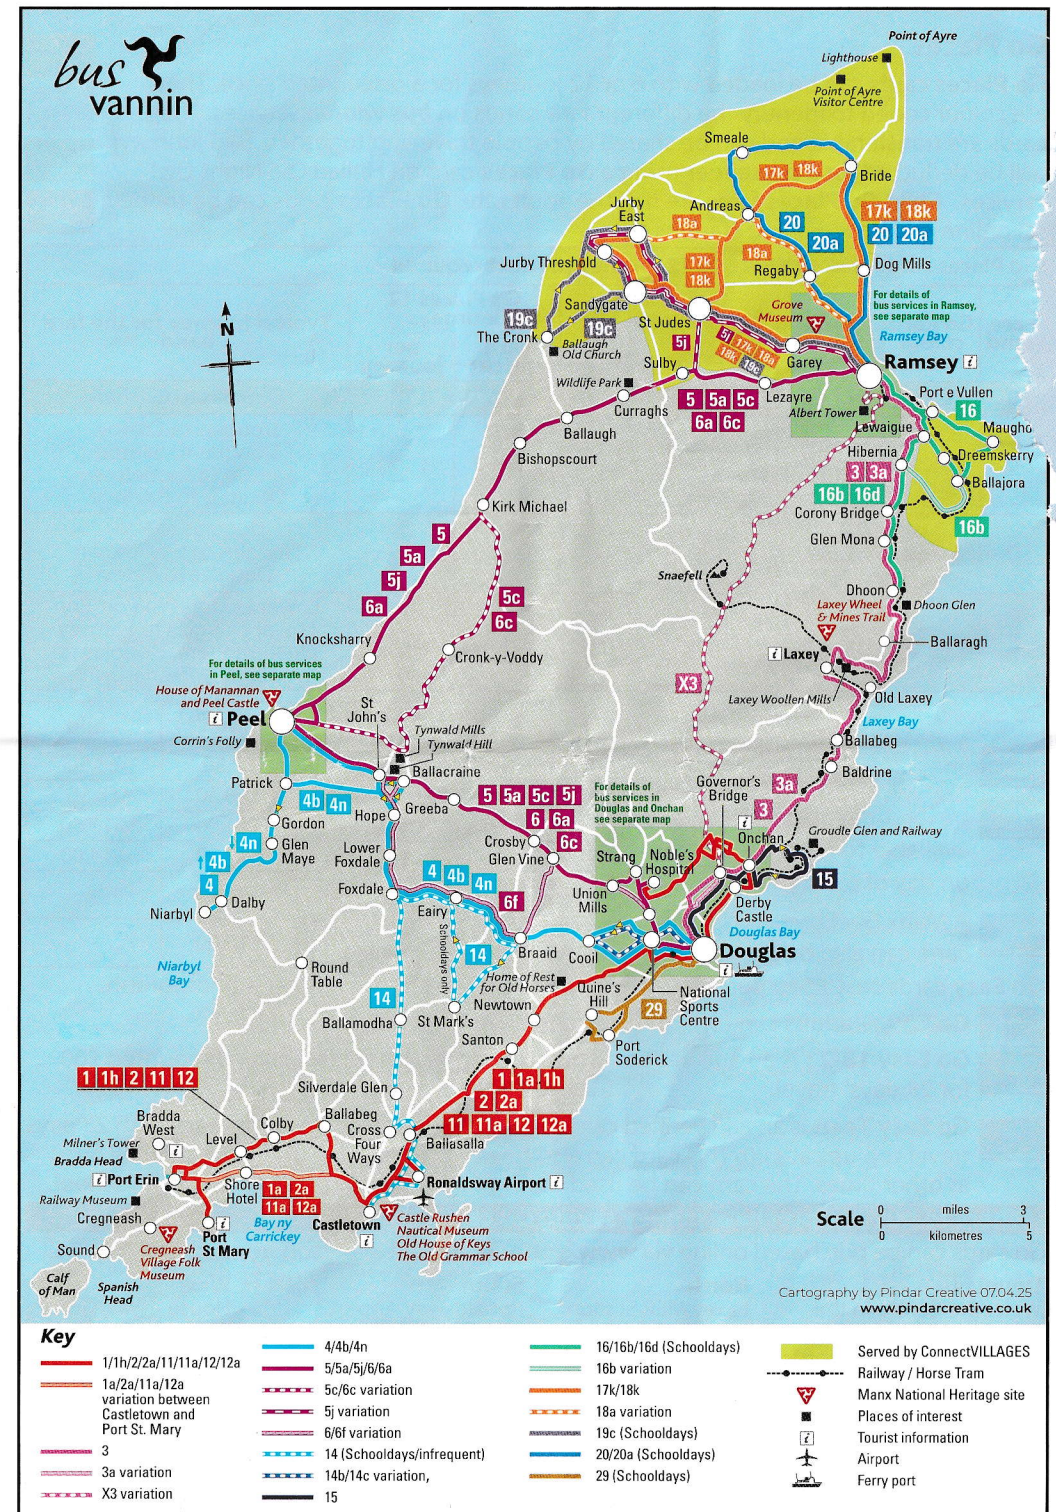 bus
vannin
Point of Ayre
Lighthouse
Point of Ayre
Visitor Centre
Smeale
17k 18k
Bride
Andreas
Jurby
East
18a
20
20a
17k 18k
20 20a
Jurby Threshold
17k
18k
18a
Regaby
Dog Mills
Sandygate
Grove
Museum
For details of
bus services in Ramsey,
see separate map
N
19c
19c
St Judes
The Cronk
Ballaugh
Old Church
5j
5j 17k 18a
18k 19c
Garey
Ramsey Bay
Ramsey i
Sulby
Wildlife Park
Lezayre
Curraghs
5 5a 5c
6a 6c
Albert Tower
Port e Vullen
16
Ballaugh
Lewaigue
Maugho
Bishopscourt
Hibernia
Dreemskerry
3 3a
Ballajora
16b 16d
Kirk Michael
Corony Bridge
16b
5
Glen Mona
5a
5j
Snaefell
6a
5c
6c
Dhoon
Dhoon Glen
Laxey Wheel
& Mines Trail
Knocksharry
Cronk-y-Voddy
Ballaragh
i Laxey
For details of bus services
in Peel, see separate map
X3
Laxey Woollen Mills
Old Laxey
House of Manannan
and Peel Castle
St
John's
Laxey Bay
i Peel
Tynwald Mills
Tynwald Hill
Corrin's Folly
Ballabeg
Ballacraine
Baldrine
Patrick
Governor's
Bridge
3a
4b 4n
Greeba
5 5a 5c 5j
6 6a
6c
For details of
bus services in
Douglas and Onchan
see separate map
3
Hope
Gordon
i
Onchan
Groudle Glen and Railway
4n
Glen
Maye
Lower
Foxdale
Crosby
Glen Vine
Strang
Noble's
Hospital
4b
4
Foxdale
4 4b 4n
6f
15
Niarbyl
Dalby
Eairy
Union
Mills
Derby
Castle
Schooldays only
14
Braaid
Cooil
Douglas Bay
Douglas
i
Niarbyl
Bay
Round
Table
Home of Rest
for Old Horses
Quine's
Hill
National
Sports
Centre
14
Newtown
29
Ballamodha
St Mark's
Santon
Port
Soderick
1 1h 2 11 12
Silverdale Glen
1 1a 1h
2 2a
11 11a 12 12a
Bradda
West
Colby
Ballabeg
Cross
Four
Ways
Ballasalla
Milner's Tower
i
Level
Bradda Head
i Port Erin
Shore
Hotel
1a 2a
11a 12a
Ronaldsway Airport i
Railway Museum
Cregneash
i
Port
St Mary
Bay ny
Carrickey
Castletown
i
Castle Rushen
Nautical Museum
Old House of Keys
The Old Grammar School
Sound
Cregneash
Village Folk
Museum
Calf
of Man
Spanish
Head
Scale
0 miles 3
0 kilometres 5
Cartography by Pindar Creative 07.04.25
www.pindarcreative.co.uk
Key
1/1h/2/2a/11/11a/12/12a
1a/2a/11a/12a
variation between
Castletown and
Port St. Mary
3
3a variation
X3 variation
4/4b/4n
5/5a/5j/6/6a
5c/6c variation
5j variation
6/6f variation
14 (Schooldays/infrequent)
14b/14c variation,
15
16/16b/16d (Schooldays)
16b variation
17k/18k
18a variation
19c (Schooldays)
20/20a (Schooldays)
29 (Schooldays)
Served by ConnectVILLAGES
Railway / Horse Tram
Manx National Heritage site
Places of interest
i Tourist information
Airport
Ferry port